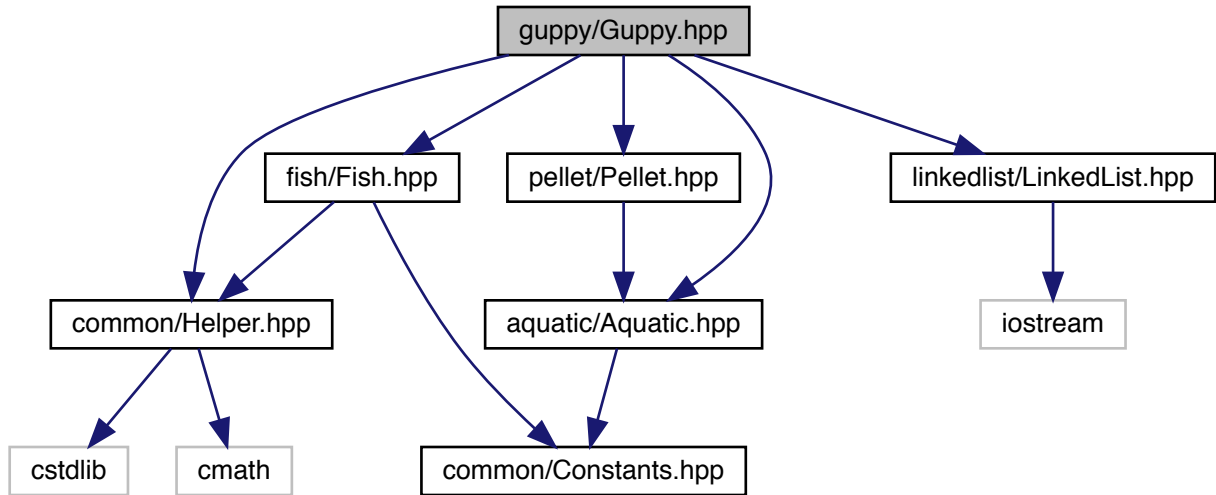 guppy/Guppy.hpp
fish/Fish.hpp
pellet/Pellet.hpp
linkedlist/LinkedList.hpp
common/Helper.hpp
aquatic/Aquatic.hpp
iostream
cstdlib
cmath
common/Constants.hpp